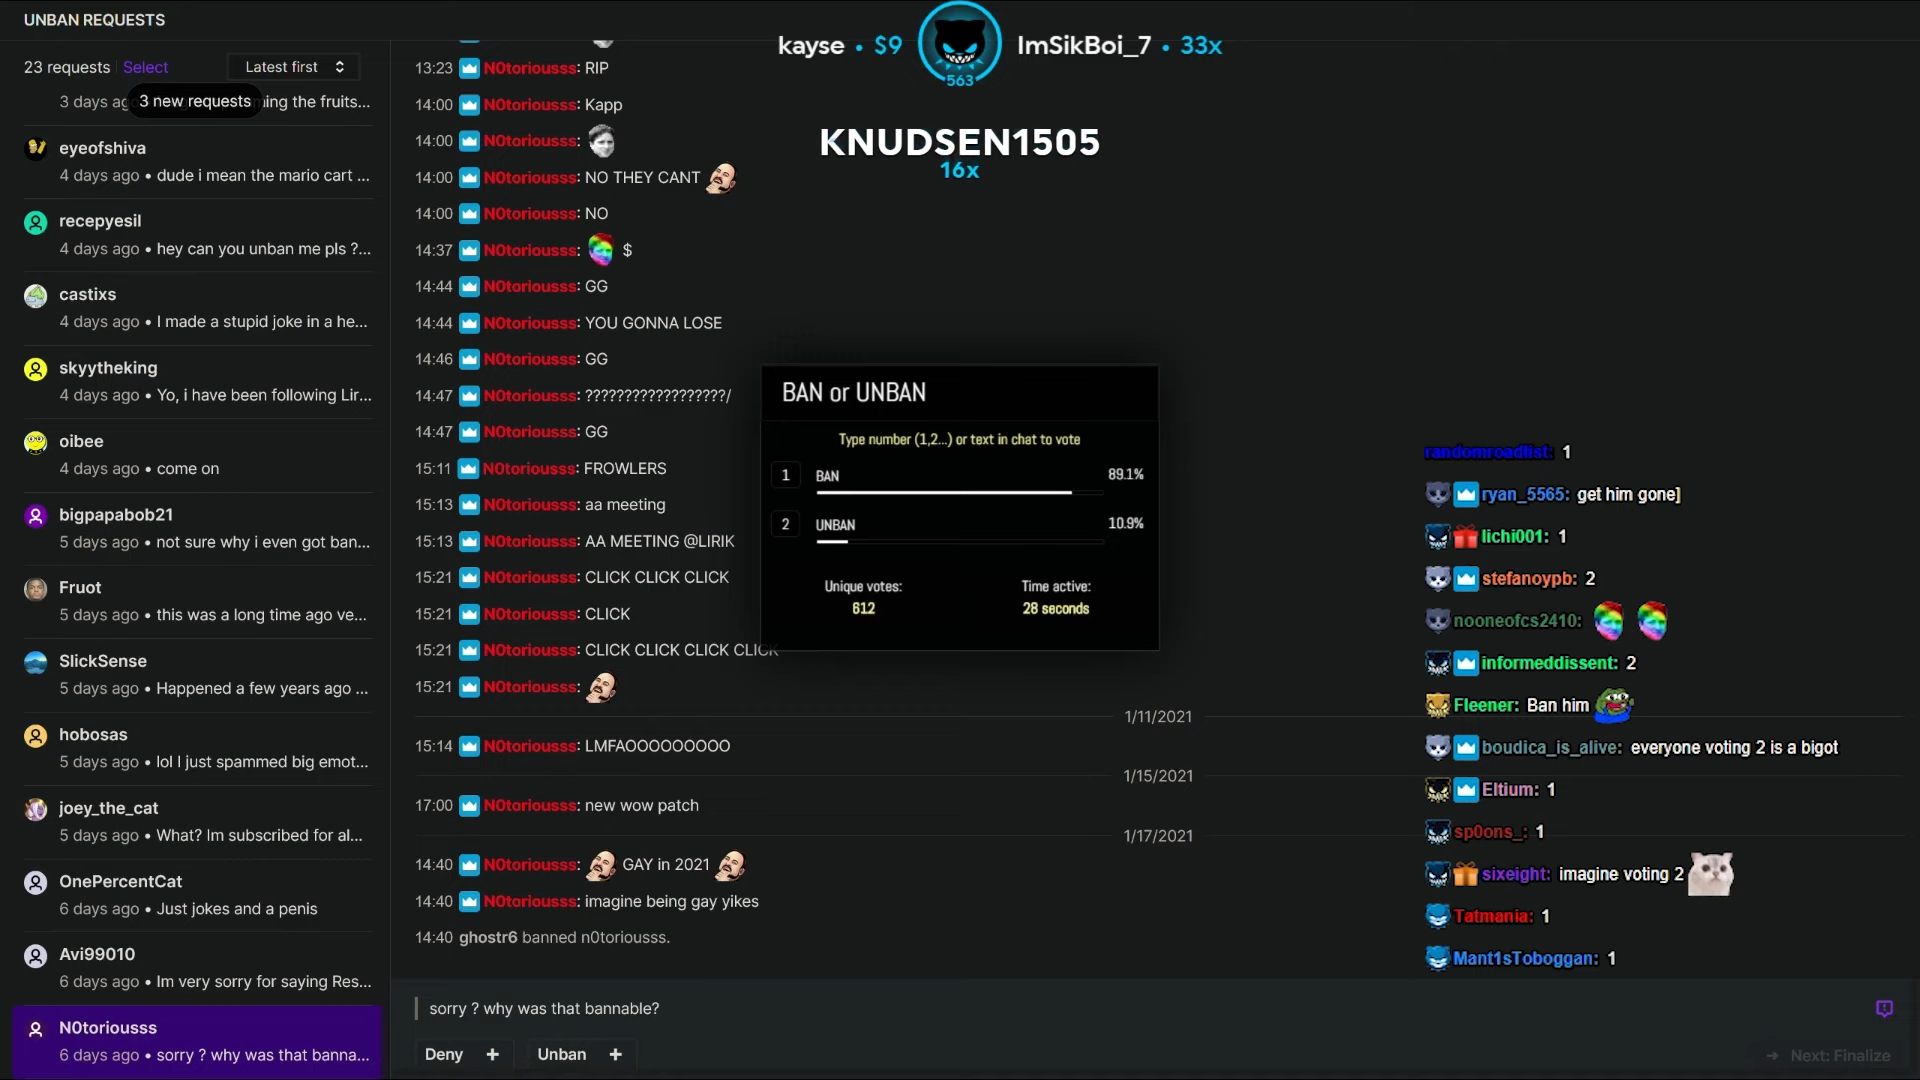 UNBAN REQUESTS
23 requests Select Latest first
3 new requests
3 days ag ing the fruits...
eyeofshiva
4 days ago • dude i mean the mario cart ...
recepyesil
4 days ago • hey can you unban me pls ?...
castixs
4 days ago • I made a stupid joke in a he...
skyytheking
4 days ago • Yo, i have been following Lir...
oibee
4 days ago • come on
bigpapabob21
5 days ago • not sure why i even got ban...
Fruot
5 days ago • this was a long time ago ve...
SlickSense
5 days ago • Happened a few years ago ...
hobosas
5 days ago • lol I just spammed big emot...
joey_the_cat
5 days ago • What? Im subscribed for al...
OnePercentCat
6 days ago • Just jokes and a penis
Avi99010
6 days ago • Im very sorry for saying Res...
N0toriousss
6 days ago • sorry ? why was that banna...
13:23 N0toriousss: RIP
14:00 N0toriousss: Kapp
14:00 N0toriousss:
14:00 N0toriousss: NO THEY CANT
14:00 N0toriousss: NO
14:37 N0toriousss: $
14:44 N0toriousss: GG
14:44 N0toriousss: YOU GONNA LOSE
14:46 N0toriousss: GG
14:47 N0toriousss: ??????????????????/
14:47 N0toriousss: GG
15:11 N0toriousss: FROWLERS
15:13 N0toriousss: aa meeting
15:13 N0toriousss: AA MEETING @LIRIK
15:21 N0toriousss: CLICK CLICK CLICK
15:21 N0toriousss: CLICK
15:21 N0toriousss: CLICK CLICK CLICK CLICK
15:21 N0toriousss:
1/11/2021
15:14 N0toriousss: LMFAOOOOOOOOO
1/15/2021
17:00 N0toriousss: new wow patch
1/17/2021
14:40 N0toriousss: GAY in 2021
14:40 N0toriousss: imagine being gay yikes
14:40 ghostr6 banned n0toriousss.
sorry ? why was that bannable?
Deny + Unban +
Next: Finalize
kayse • $9 563 ImSikBoi_7 • 33x
KNUDSEN1505
16x
BAN or UNBAN
Type number (1,2...) or text in chat to vote
1 BAN 89.1%
2 UNBAN 10.9%
Unique votes: Time active:
612 28 seconds
randomroadlist: 1
ryan_5565: get him gone]
lichi001: 1
stefanoypb: 2
nooneofcs2410:
informeddissent: 2
Fleener: Ban him
boudica_is_alive: everyone voting 2 is a bigot
Eltium: 1
sp0ons_: 1
sixeight: imagine voting 2
Tatmania: 1
Mant1sToboggan: 1